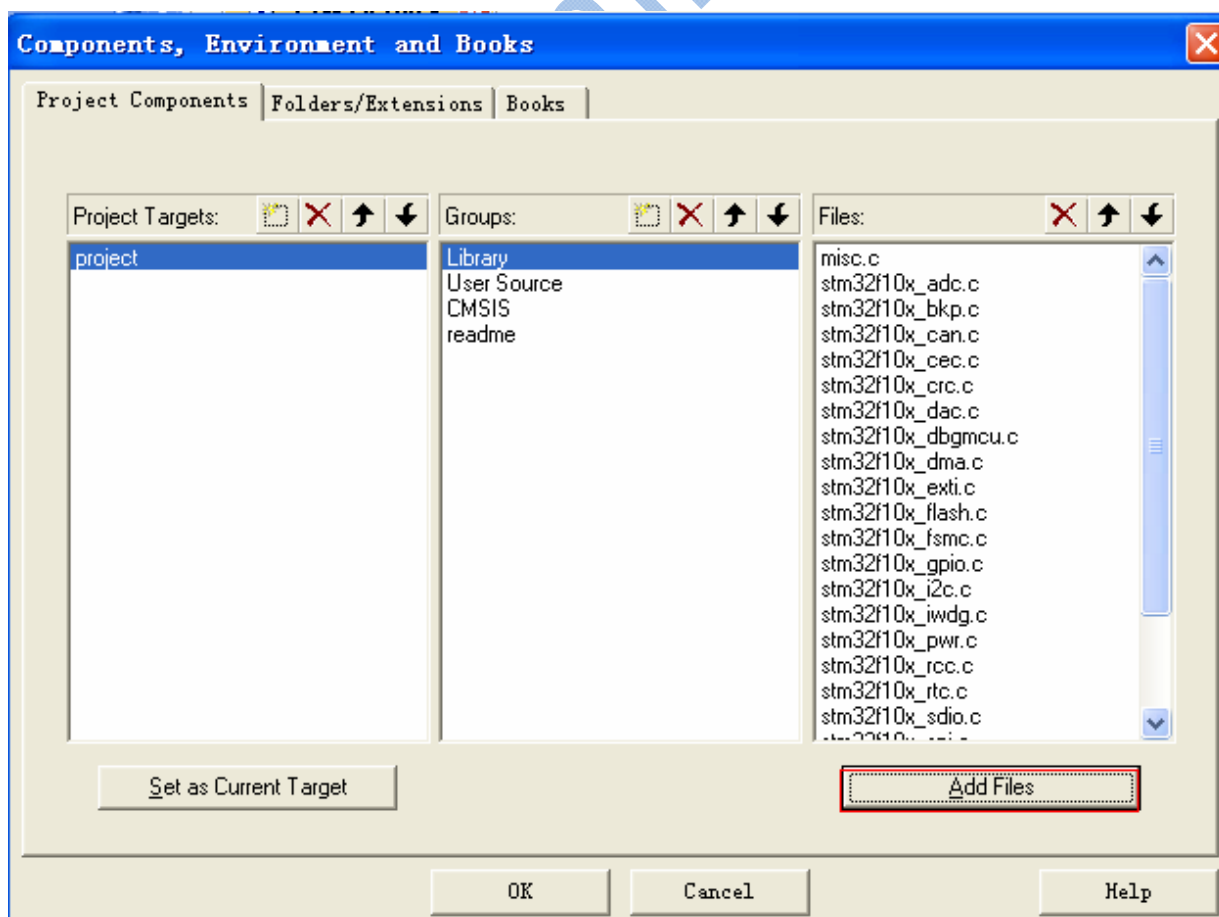 Components, Environment and Books
Project Components Folders/Extensions Books
Project Targets:
project
Groups:
Library
User Source
CMSIS
readme
Files:
misc.c
stm32f10x_adc.c
stm32f10x_bkp.c
stm32f10x_can.c
stm32f10x_cec.c
stm32f10x_crc.c
stm32f10x_dac.c
stm32f10x_dbgmcu.c
stm32f10x_dma.c
stm32f10x_exti.c
stm32f10x_flash.c
stm32f10x_fsmc.c
stm32f10x_gpio.c
stm32f10x_i2c.c
stm32f10x_iwdg.c
stm32f10x_pwr.c
stm32f10x_rcc.c
stm32f10x_rtc.c
stm32f10x_sdio.c
Set as Current Target
Add Files
OK Cancel Help